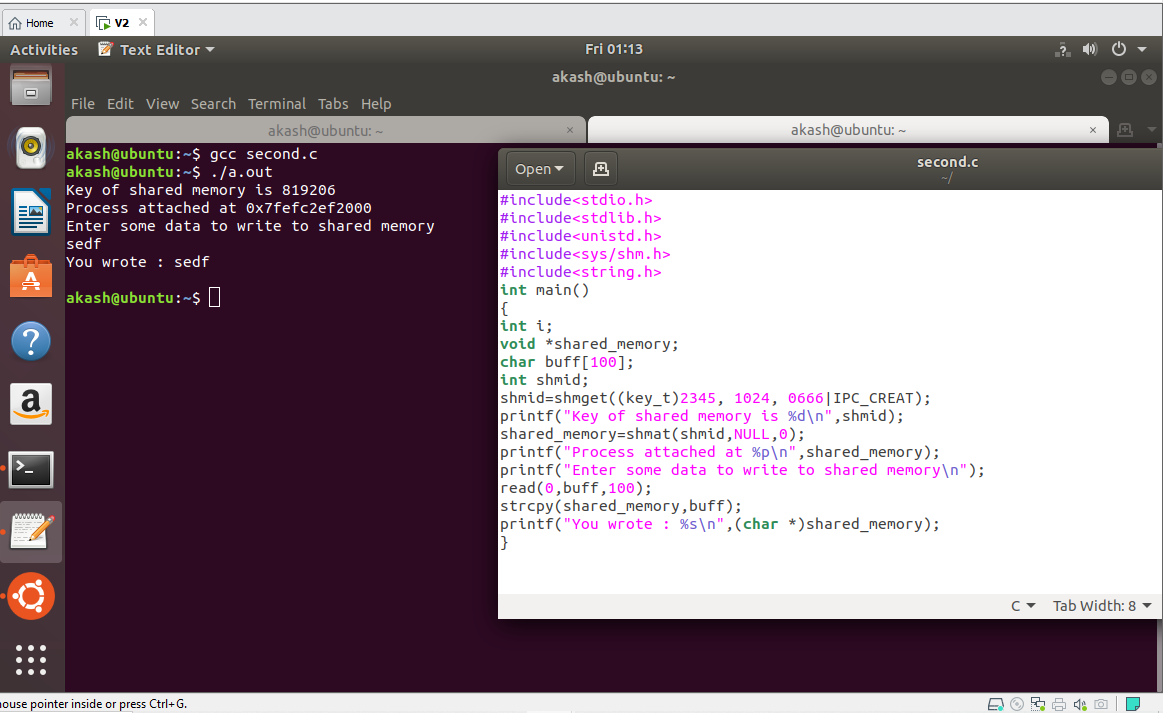 Home
V2
Activities
Text Editor
Fri 01:13
akash@ubuntu: ~
File Edit View Search Terminal Tabs Help
akash@ubuntu: ~
akash@ubuntu: ~
akash@ubuntu:~$ gcc second.c
akash@ubuntu:~$ ./a.out
Key of shared memory is 819206
Process attached at 0x7fefc2ef2000
Enter some data to write to shared memory
sedf
You wrote : sedf
akash@ubuntu:~$
Open
second.c
~/
#include<stdio.h>
#include<stdlib.h>
#include<unistd.h>
#include<sys/shm.h>
#include<string.h>
int main()
{
int i;
void *shared_memory;
char buff[100];
int shmid;
shmid=shmget((key_t)2345, 1024, 0666|IPC_CREAT);
printf("Key of shared memory is %d\n",shmid);
shared_memory=shmat(shmid,NULL,0);
printf("Process attached at %p\n",shared_memory);
printf("Enter some data to write to shared memory\n");
read(0,buff,100);
strcpy(shared_memory,buff);
printf("You wrote : %s\n",(char *)shared_memory);
}
C
Tab Width: 8
ouse pointer inside or press Ctrl+G.